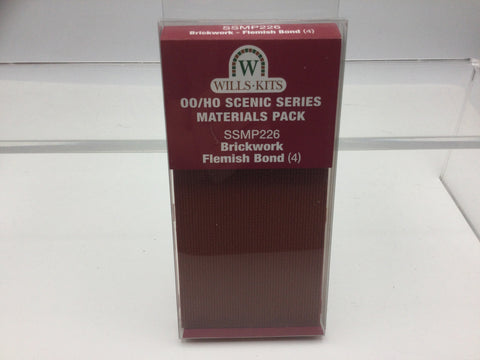 SSMP226
Brickwork - Flemish Bond (4)
W
WILLS•KITS
OO/HO SCENIC SERIES
MATERIALS PACK
SSMP226
Brickwork
Flemish Bond (4)